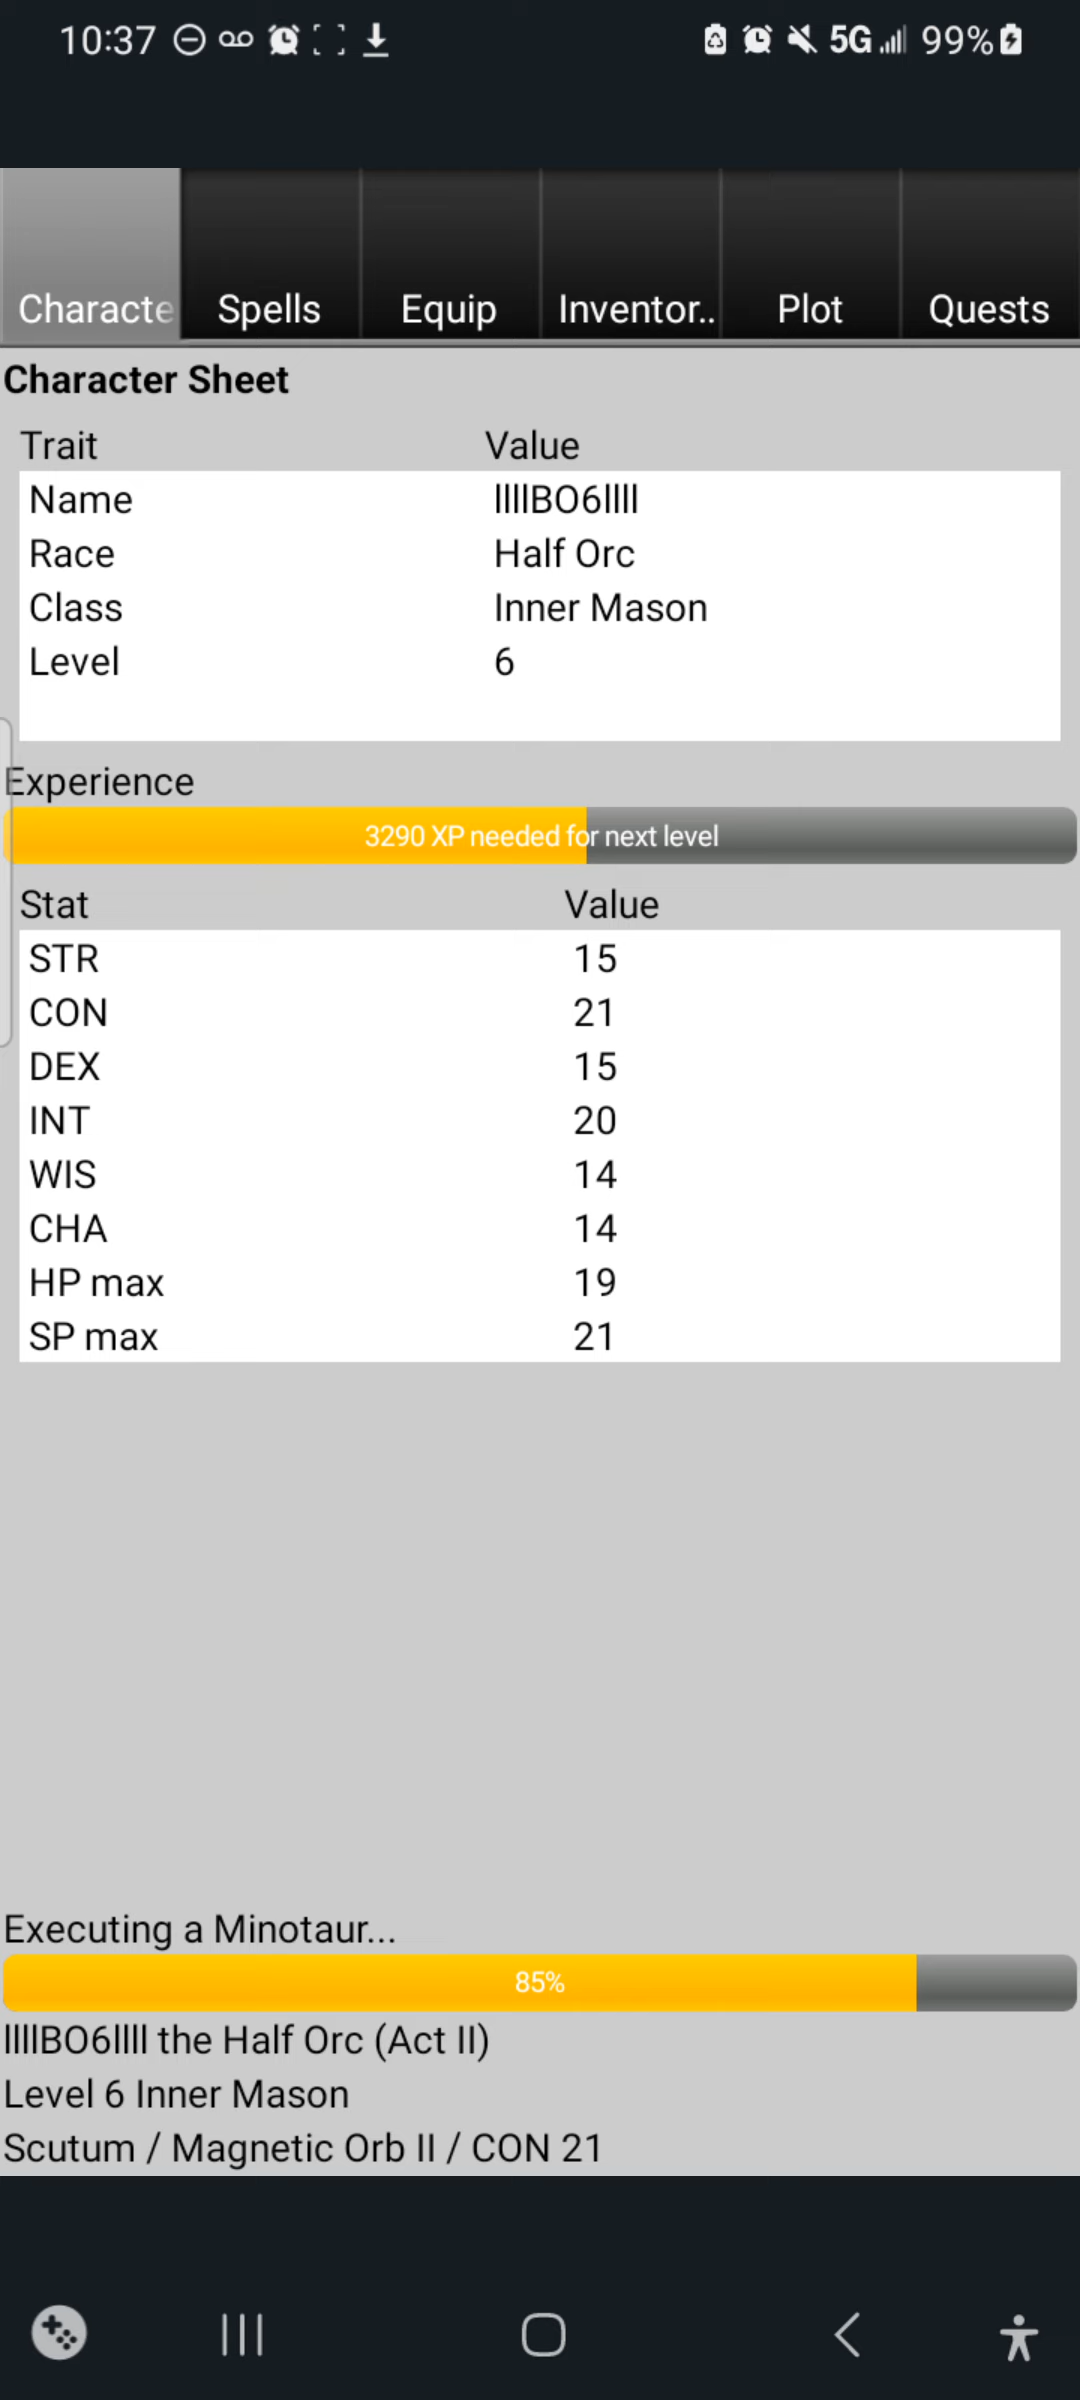 10:37 5G 99%
Characte Spells Equip Inventor.. Plot Quests
Character Sheet
Trait Value
Name llllBO6llll
Race Half Orc
Class Inner Mason
Level 6
Experience
3290 XP needed for next level
Stat Value
STR 15
CON 21
DEX 15
INT 20
WIS 14
CHA 14
HP max 19
SP max 21
Executing a Minotaur...
85%
llllBO6llll the Half Orc (Act II)
Level 6 Inner Mason
Scutum / Magnetic Orb II / CON 21